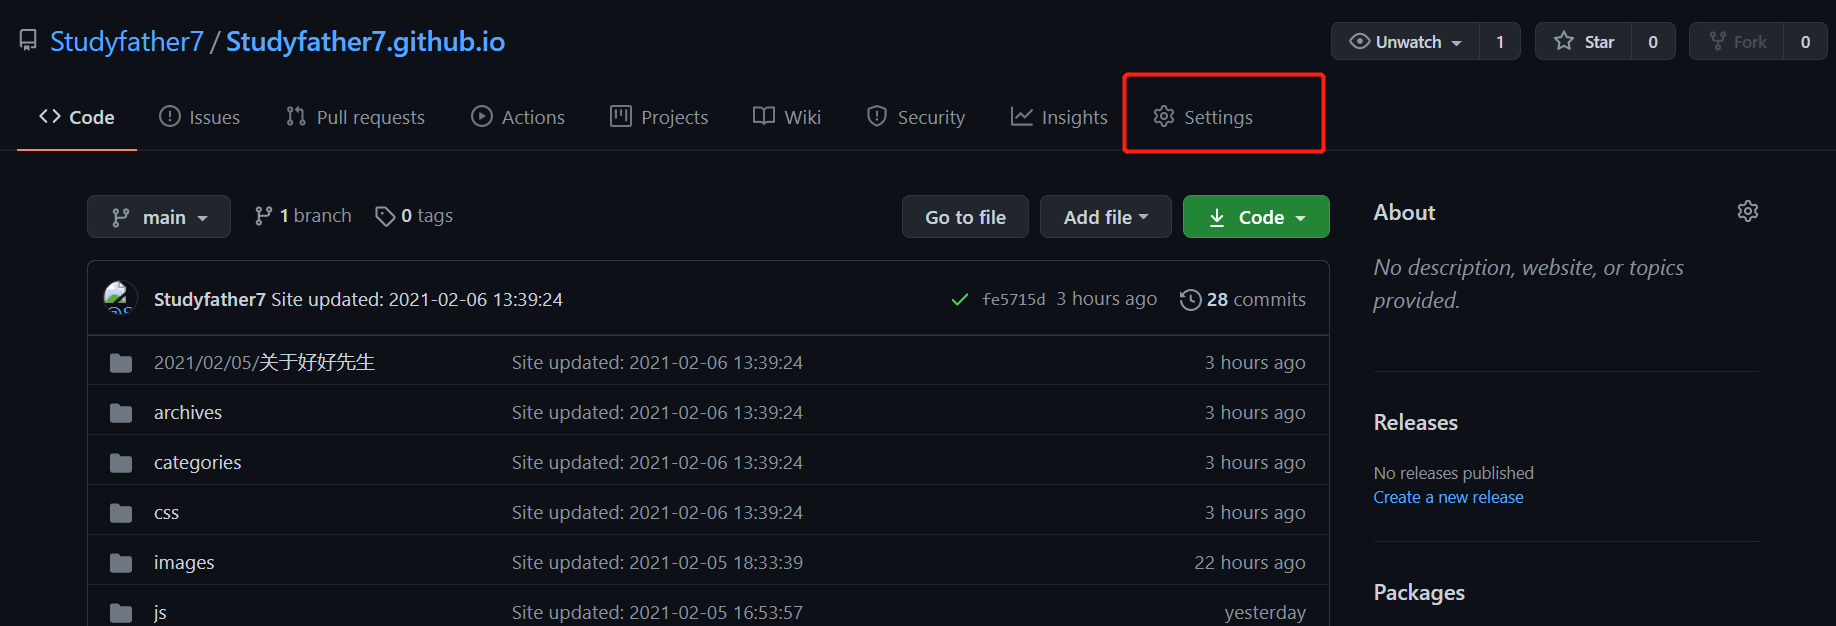 Studyfather7 / Studyfather7.github.io
Unwatch 1 Star 0 Fork 0
Code Issues Pull requests Actions Projects Wiki Security Insights Settings
main 1 branch 0 tags Go to file Add file Code
Studyfather7 Site updated: 2021-02-06 13:39:24 fe5715d 3 hours ago 28 commits
2021/02/05/关于好好先生 Site updated: 2021-02-06 13:39:24 3 hours ago
archives Site updated: 2021-02-06 13:39:24 3 hours ago
categories Site updated: 2021-02-06 13:39:24 3 hours ago
css Site updated: 2021-02-06 13:39:24 3 hours ago
images Site updated: 2021-02-05 18:33:39 22 hours ago
js Site updated: 2021-02-05 16:53:57 yesterday
About
No description, website, or topics
provided.
Releases
No releases published
Create a new release
Packages